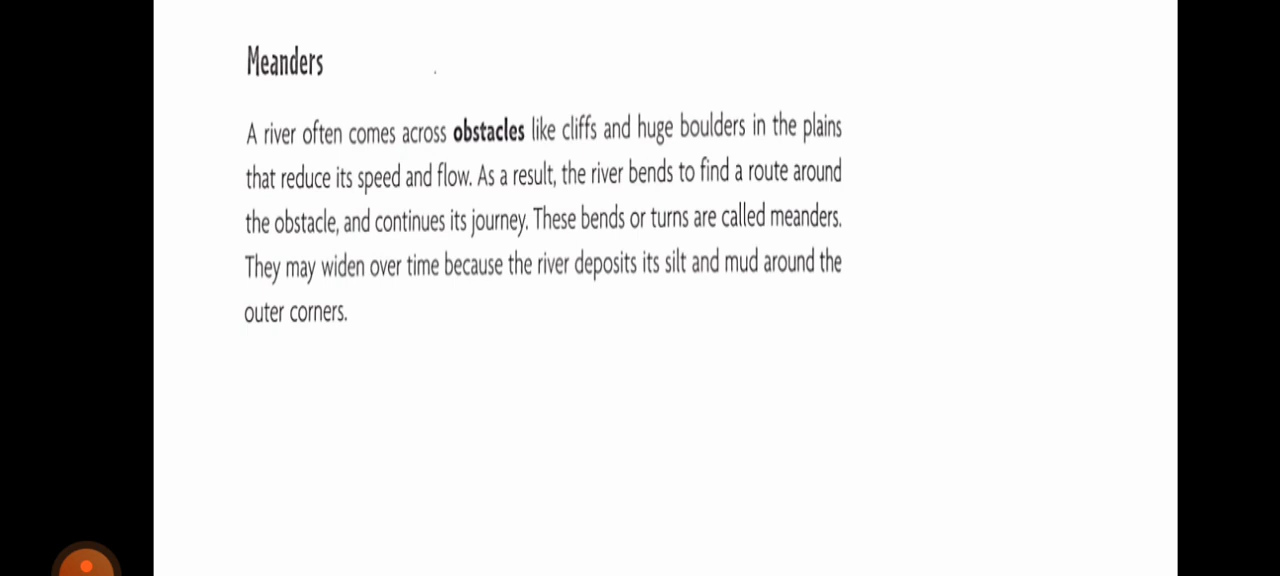 Meanders
A river often comes across obstacles like cliffs and huge boulders in the plains
that reduce its speed and flow. As a result, the river bends to find a route around
the obstacle, and continues its journey. These bends or turns are called meanders.
They may widen over time because the river deposits its silt and mud around the
outer corners.